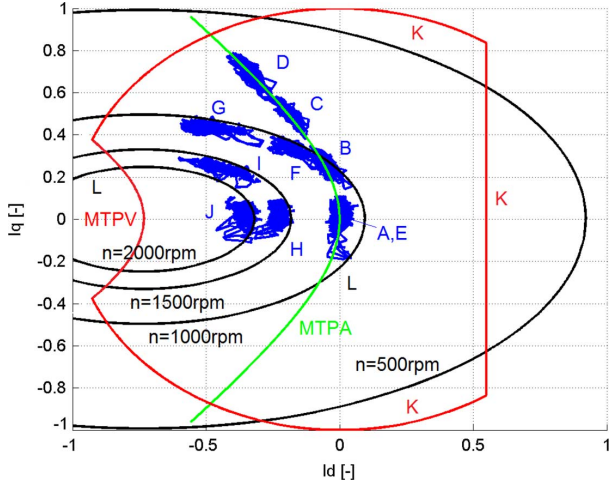 1
K
0.8
D
0.6
C
G
0.4
B
F
0.2
I
L
Iq [-]
0
MTPV
J
K
A,E
n=2000rpm
H
-0.2
L
n=1500rpm
-0.4
n=1000rpm
MTPA
-0.6
n=500rpm
-0.8
K
-1
-1
-0.5
0
0.5
1
Id [-]